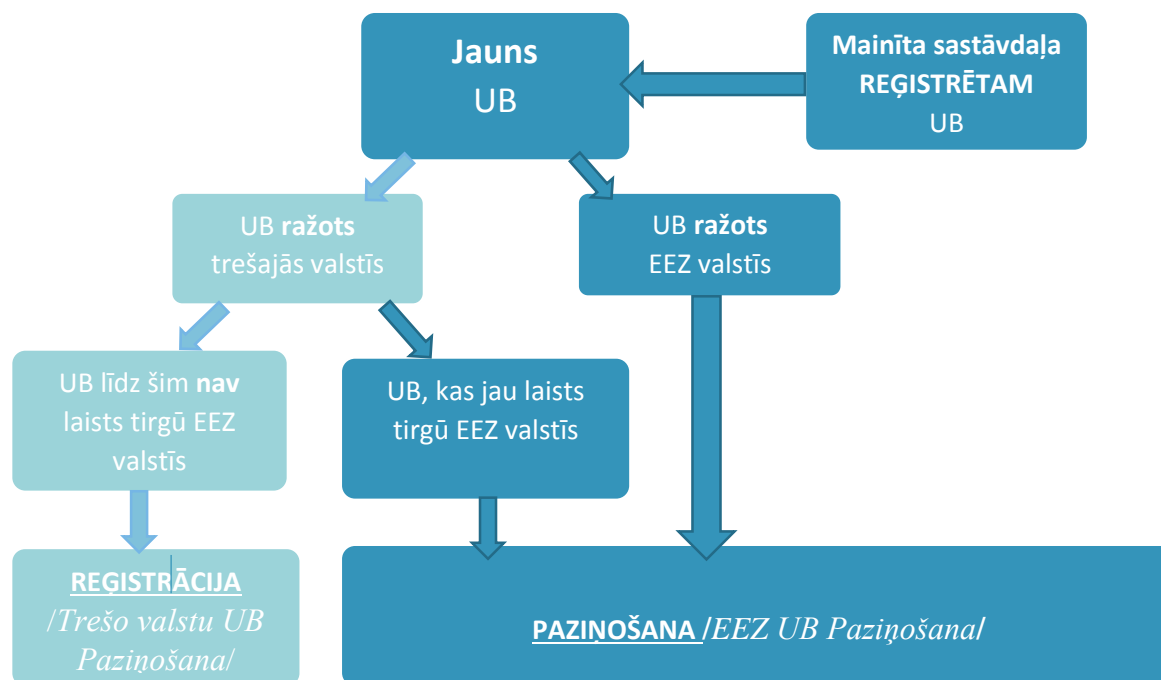 Jauns
UB
Mainīta sastāvdaļa
REĢISTRĒTAM
UB
UB ražots
trešajās valstīs
UB ražots
EEZ valstīs
UB līdz šim nav
laists tirgū EEZ
valstīs
UB, kas jau laists
tirgū EEZ valstīs
REĢISTRĀCIJA
/Trešo valstu UB
Paziņošana/
PAZIŅOŠANA /EEZ UB Paziņošana/